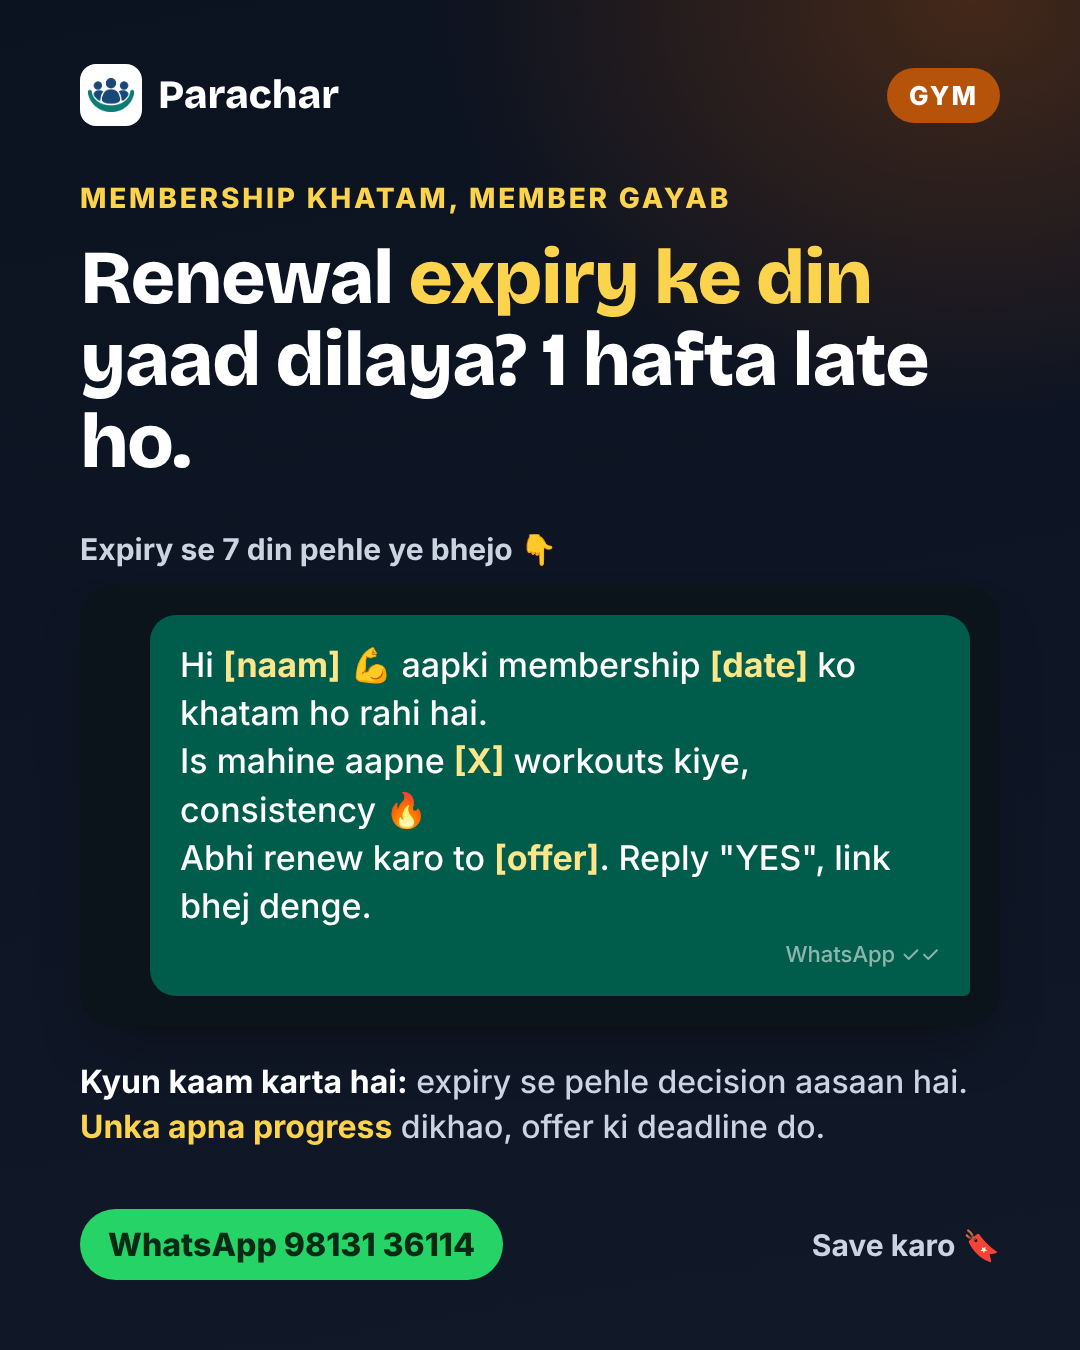 Parachar
GYM
MEMBERSHIP KHATAM, MEMBER GAYAB
Renewal expiry ke din
yaad dilaya? 1 hafta late
ho.
Expiry se 7 din pehle ye bhejo 👇
Hi [naam] 💪 aapki membership [date] ko
khatam ho rahi hai.
Is mahine aapne [X] workouts kiye,
consistency 🔥
Abhi renew karo to [offer]. Reply "YES", link
bhej denge.
WhatsApp ✓✓
Kyun kaam karta hai: expiry se pehle decision aasaan hai.
Unka apna progress dikhao, offer ki deadline do.
WhatsApp 98131 36114
Save karo 🔖